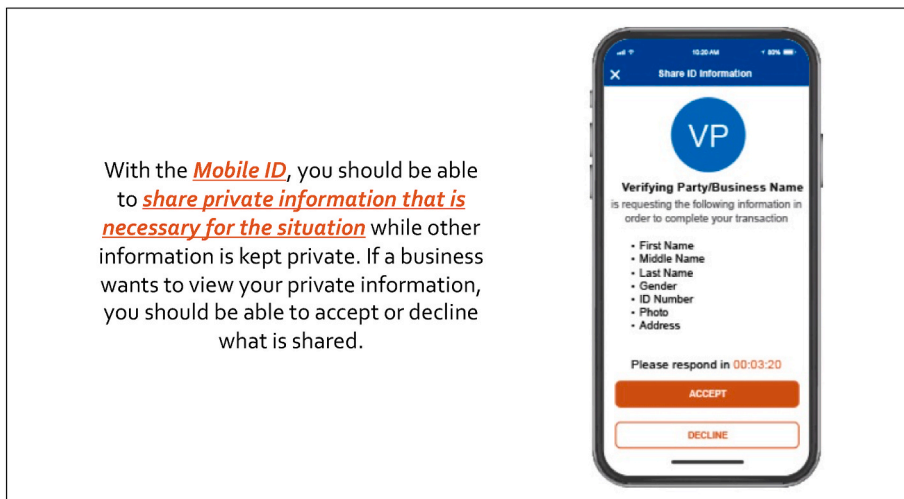 With the Mobile ID, you should be able
to share private information that is
necessary for the situation while other
information is kept private. If a business
wants to view your private information,
you should be able to accept or decline
what is shared.
10:20 AM
80%
Share ID Information
VP
Verifying Party/Business Name
is requesting the following information in
order to complete your transaction
• First Name
• Middle Name
• Last Name
• Gender
• ID Number
• Photo
• Address
Please respond in 00:03:20
ACCEPT
DECLINE